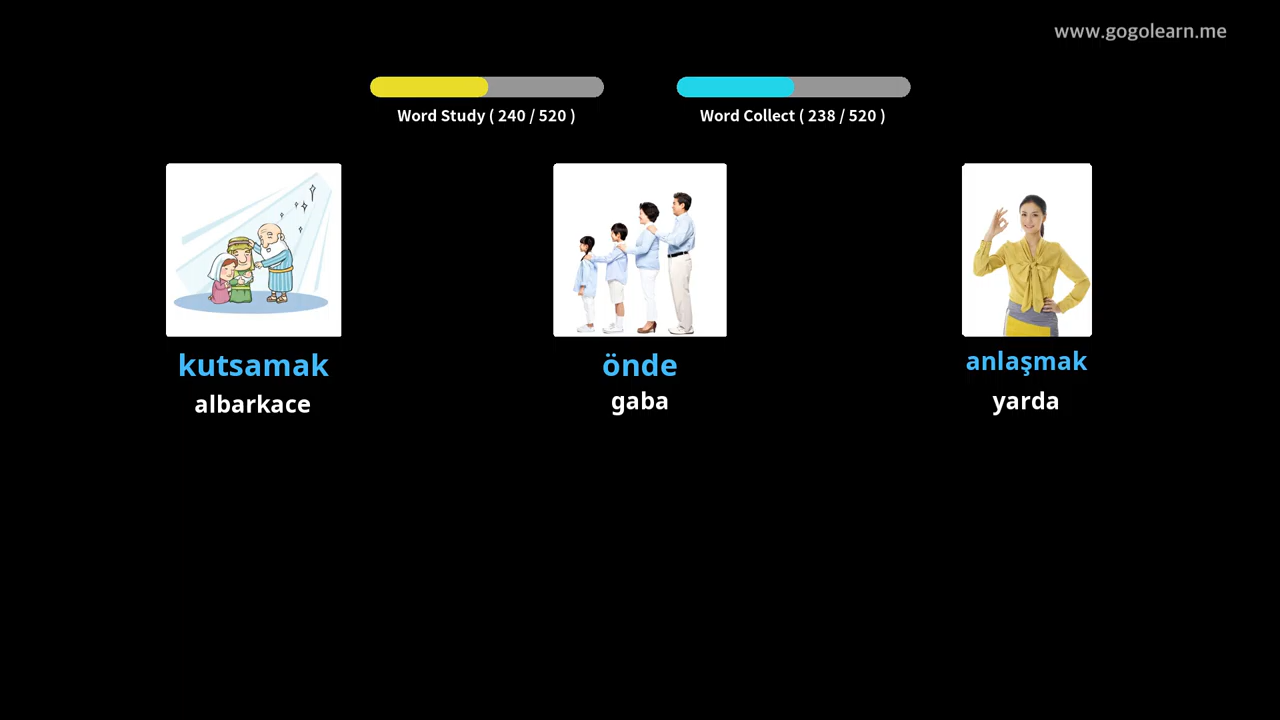 www.gogolearn.me
Word Study ( 240 / 520 )
Word Collect ( 238 / 520 )
kutsamak
albarkace
önde
gaba
anlaşmak
yarda